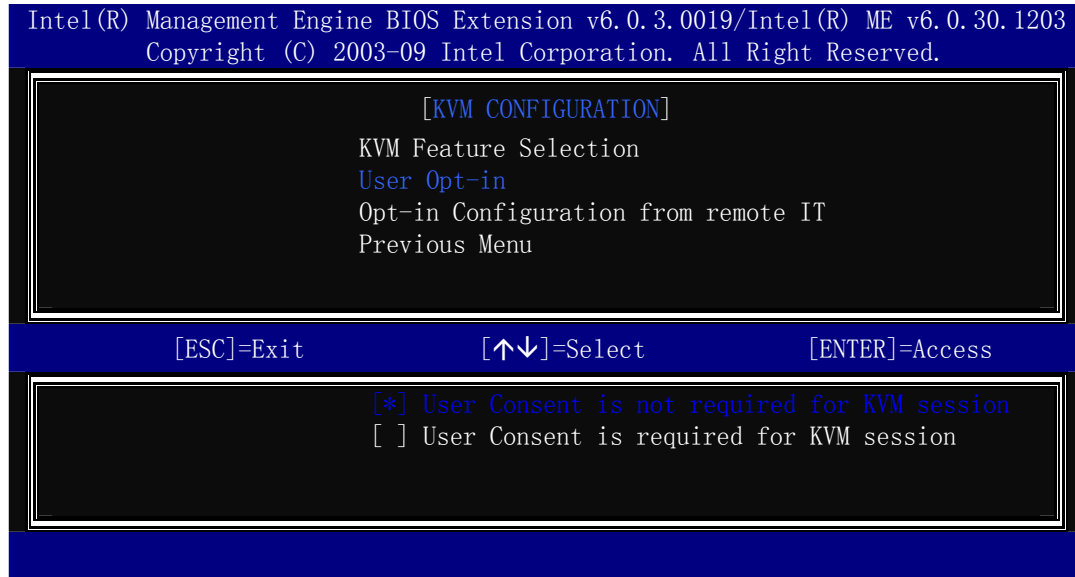 Intel(R) Management Engine BIOS Extension v6.0.3.0019/Intel(R) ME v6.0.30.1203
Copyright (C) 2003-09 Intel Corporation. All Right Reserved.
[KVM CONFIGURATION]
KVM Feature Selection
User Opt-in
Opt-in Configuration from remote IT
Previous Menu
[ESC]=Exit [↑↓]=Select [ENTER]=Access
[*] User Consent is not required for KVM session
[ ] User Consent is required for KVM session